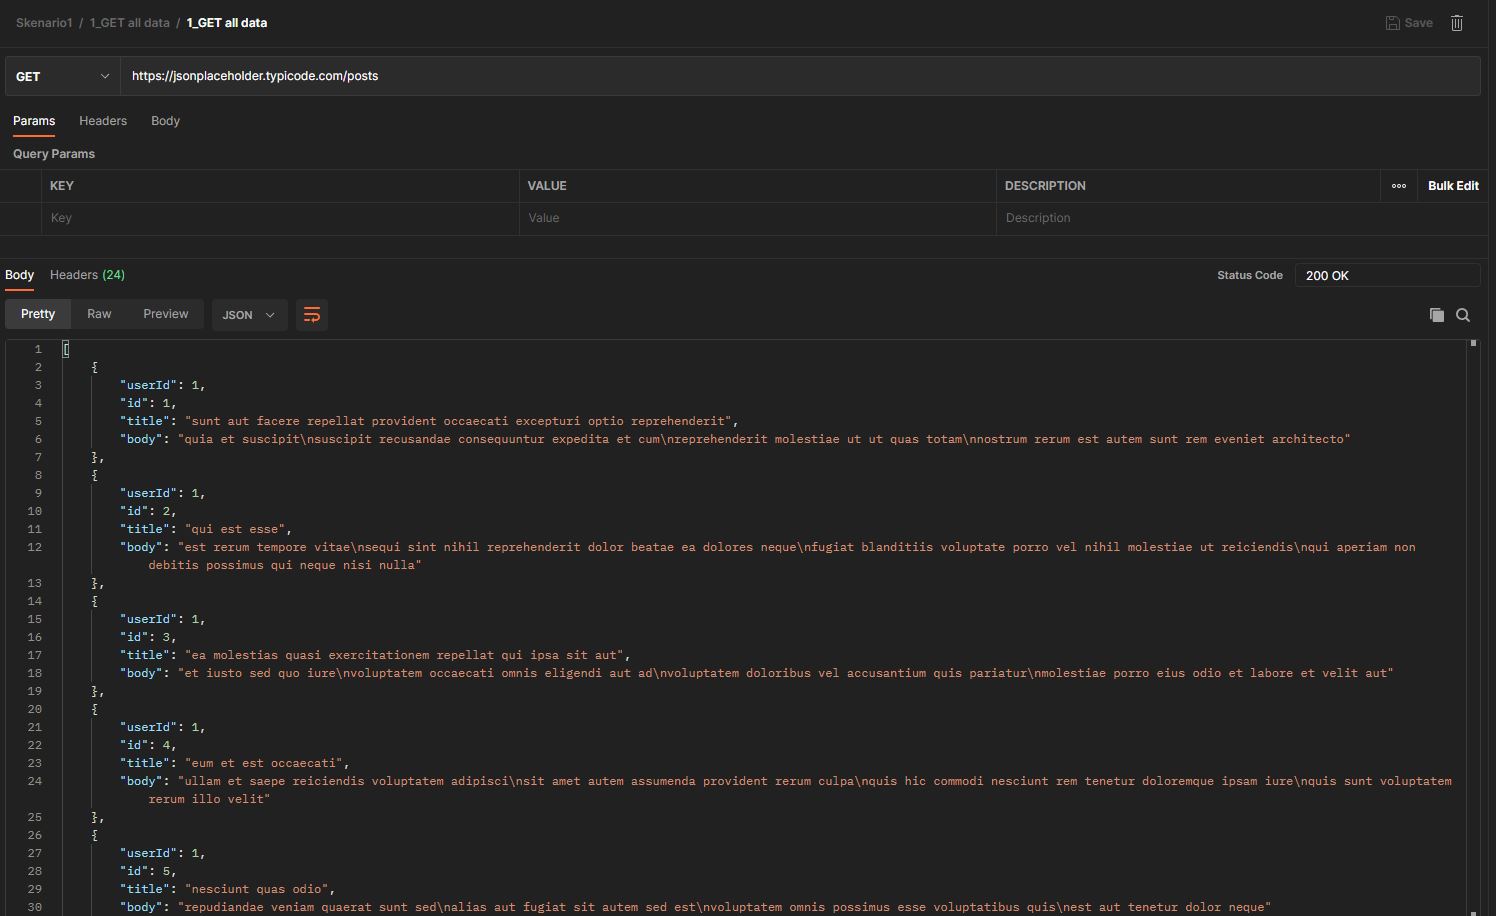 Skenario1 / 1_GET all data / 1_GET all data Save
GET https://jsonplaceholder.typicode.com/posts
Params Headers Body
Query Params
KEY VALUE DESCRIPTION ooo Bulk Edit
Key Value Description
Body Headers (24) Status Code 200 OK
Pretty Raw Preview JSON
1 [
2 {
3 "userId": 1,
4 "id": 1,
5 "title": "sunt aut facere repellat provident occaecati excepturi optio reprehenderit",
6 "body": "quia et suscipit\nsuscipit recusandae consequuntur expedita et cum\nreprehenderit molestiae ut ut quas totam\nnostrum rerum est autem sunt rem eveniet architecto"
7 },
8 {
9 "userId": 1,
10 "id": 2,
11 "title": "qui est esse",
12 "body": "est rerum tempore vitae\nsequi sint nihil reprehenderit dolor beatae ea dolores neque\nfugiat blanditiis voluptate porro vel nihil molestiae ut reiciendis\nqui aperiam non
debitis possimus qui neque nisi nulla"
13 },
14 {
15 "userId": 1,
16 "id": 3,
17 "title": "ea molestias quasi exercitationem repellat qui ipsa sit aut",
18 "body": "et iusto sed quo iure\nvoluptatem occaecati omnis eligendi aut ad\nvoluptatem doloribus vel accusantium quis pariatur\nmolestiae porro eius odio et labore et velit aut"
19 },
20 {
21 "userId": 1,
22 "id": 4,
23 "title": "eum et est occaecati",
24 "body": "ullam et saepe reiciendis voluptatem adipisci\nsit amet autem assumenda provident rerum culpa\nquis hic commodi nesciunt rem tenetur doloremque ipsam iure\nquis sunt voluptatem
rerum illo velit"
25 },
26 {
27 "userId": 1,
28 "id": 5,
29 "title": "nesciunt quas odio",
30 "body": "repudiandae veniam quaerat sunt sed\nalias aut fugiat sit autem sed est\nvoluptatem omnis possimus esse voluptatibus quis\nest aut tenetur dolor neque"